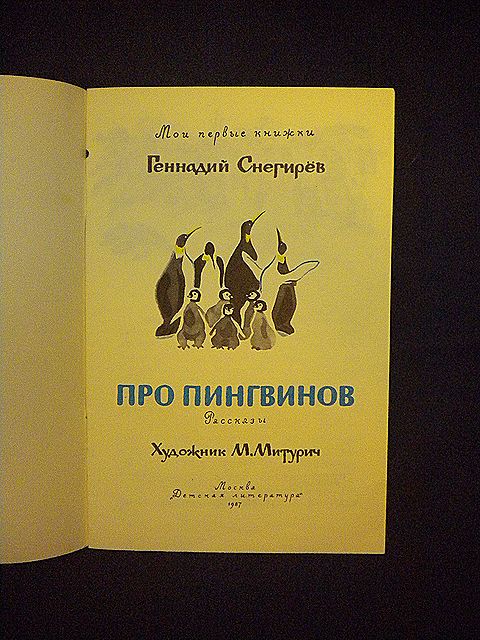 Мои первые книжки
Геннадий Снегирёв
ПРО ПИНГВИНОВ
Рассказы
Художник М.Митурич
Москва
„Детская литература“
1987